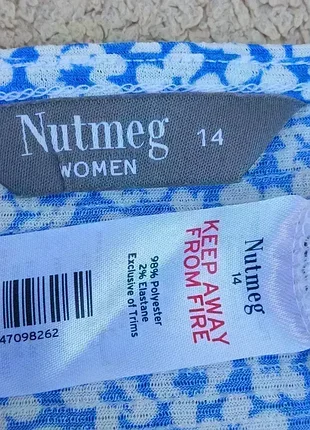 Nutmeg 14
WOMEN
Nutmeg
14
KEEP AWAY
FROM FIRE
98% Polyester
2% Elastane
Exclusive of Trims
47098262